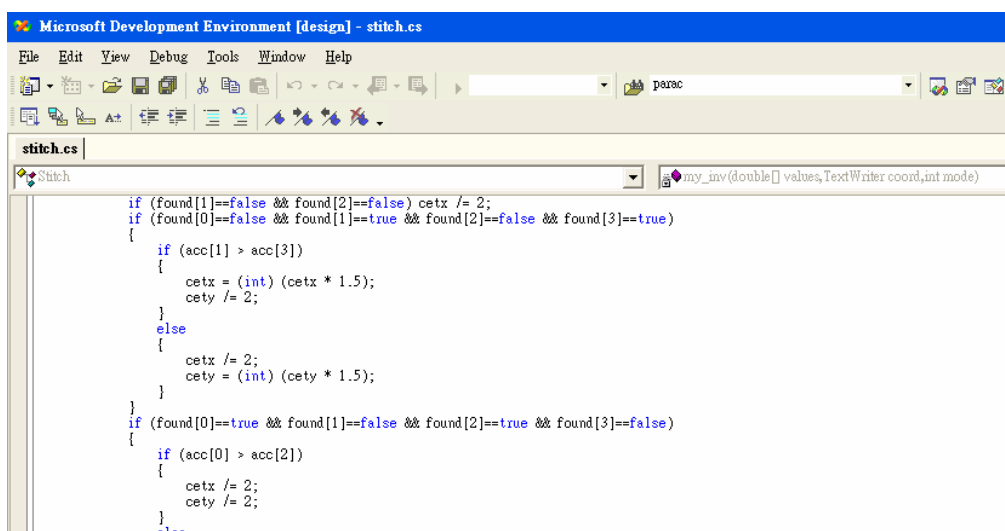 Microsoft Development Environment [design] - stitch.cs
File Edit View Debug Tools Window Help
parac
stitch.cs
Stitch my_inv(double[] values,TextWriter coord,int mode)
if (found[1]==false && found[2]==false) cetx /= 2;
if (found[0]==false && found[1]==true && found[2]==false && found[3]==true)
{
if (acc[1] > acc[3])
{
cetx = (int) (cetx * 1.5);
cety /= 2;
}
else
{
cetx /= 2;
cety = (int) (cety * 1.5);
}
}
if (found[0]==true && found[1]==false && found[2]==true && found[3]==false)
{
if (acc[0] > acc[2])
{
cetx /= 2;
cety /= 2;
}
else